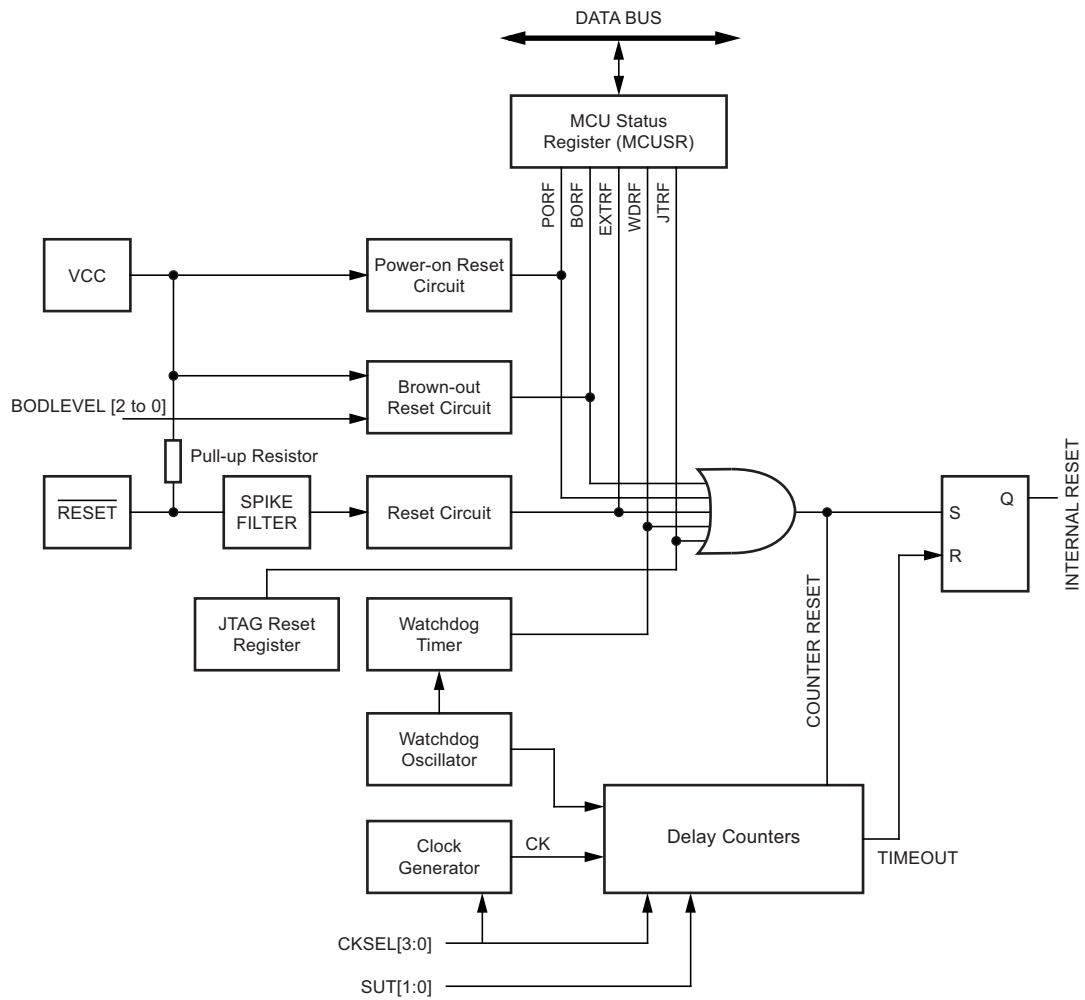 DATA BUS
MCU Status
Register (MCUSR)
PORF
BORF
EXTRF
WDRF
JTRF
VCC
Power-on Reset
Circuit
BODLEVEL [2 to 0]
Brown-out
Reset Circuit
Pull-up Resistor
RESET
SPIKE
FILTER
Reset Circuit
S
Q
R
INTERNAL RESET
JTAG Reset
Register
Watchdog
Timer
COUNTER RESET
Watchdog
Oscillator
Clock
Generator
CK
Delay Counters
TIMEOUT
CKSEL[3:0]
SUT[1:0]